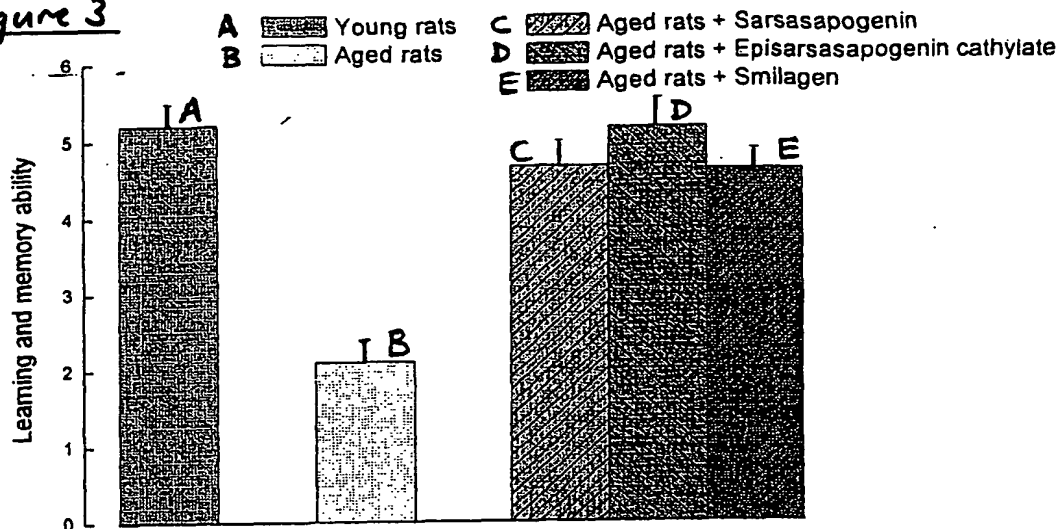 gure 3
A Young rats
B Aged rats
C Aged rats + Sarsasapogenin
D Aged rats + Episarsasapogenin cathylate
E Aged rats + Smilagen
Learning and memory ability
6
5
4
3
2
1
0
A
B
C
D
E